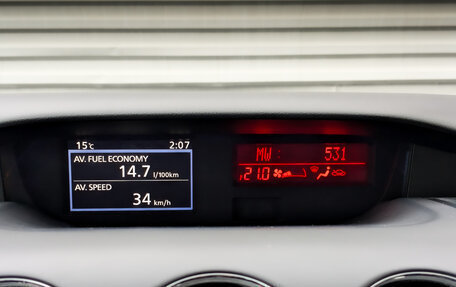 15°C 2:07
AV. FUEL ECONOMY
14.7 l/100km
AV. SPEED
34 km/h
MW : 531
21.0